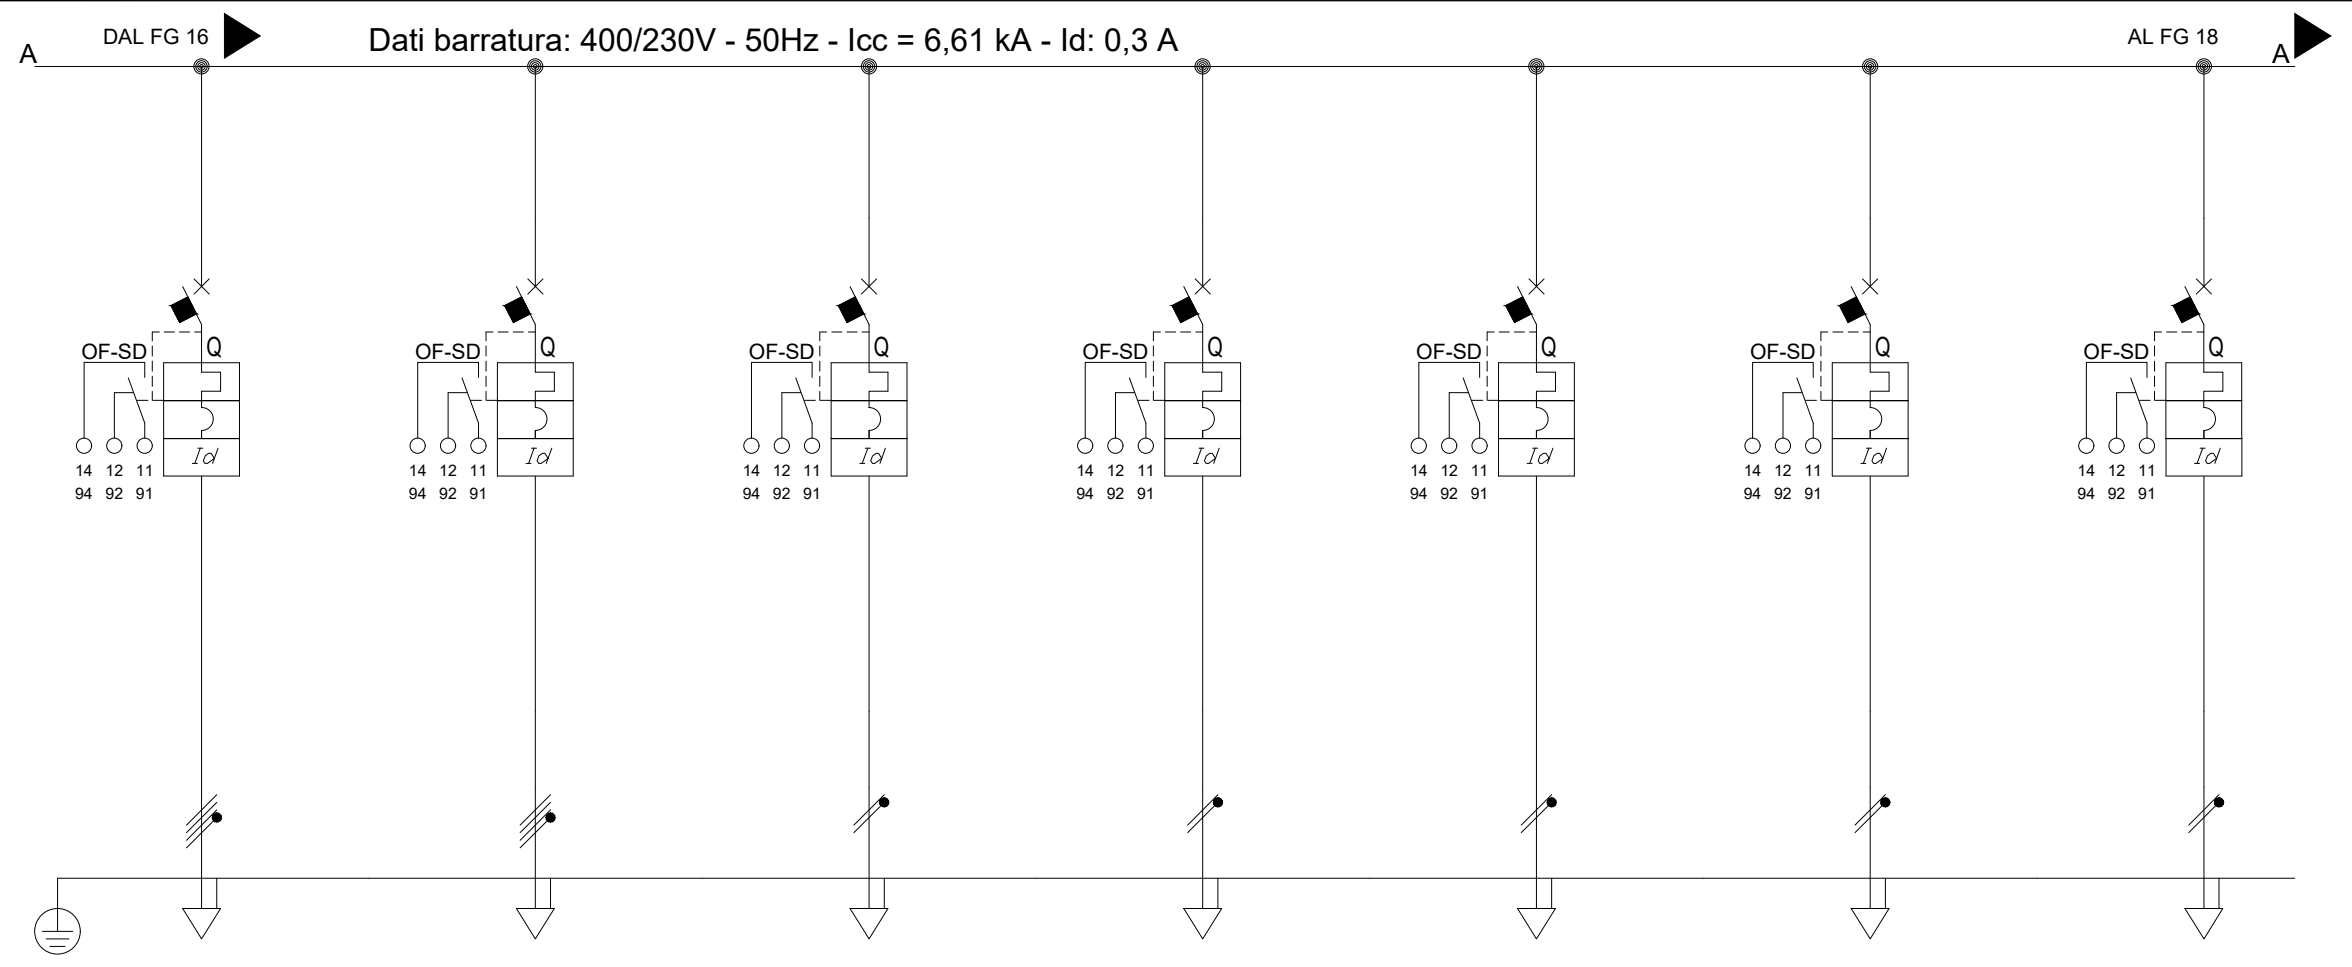 A DAL FG 16 Dati barratura: 400/230V - 50Hz - Icc = 6,61 kA - Id: 0,3 A AL FG 18 A
OF-SD Q OF-SD Q OF-SD Q OF-SD Q OF-SD Q OF-SD Q OF-SD Q
Id Id Id Id Id Id Id
14 12 11 14 12 11 14 12 11 14 12 11 14 12 11 14 12 11 14 12 11
94 92 91 94 92 91 94 92 91 94 92 91 94 92 91 94 92 91 94 92 91